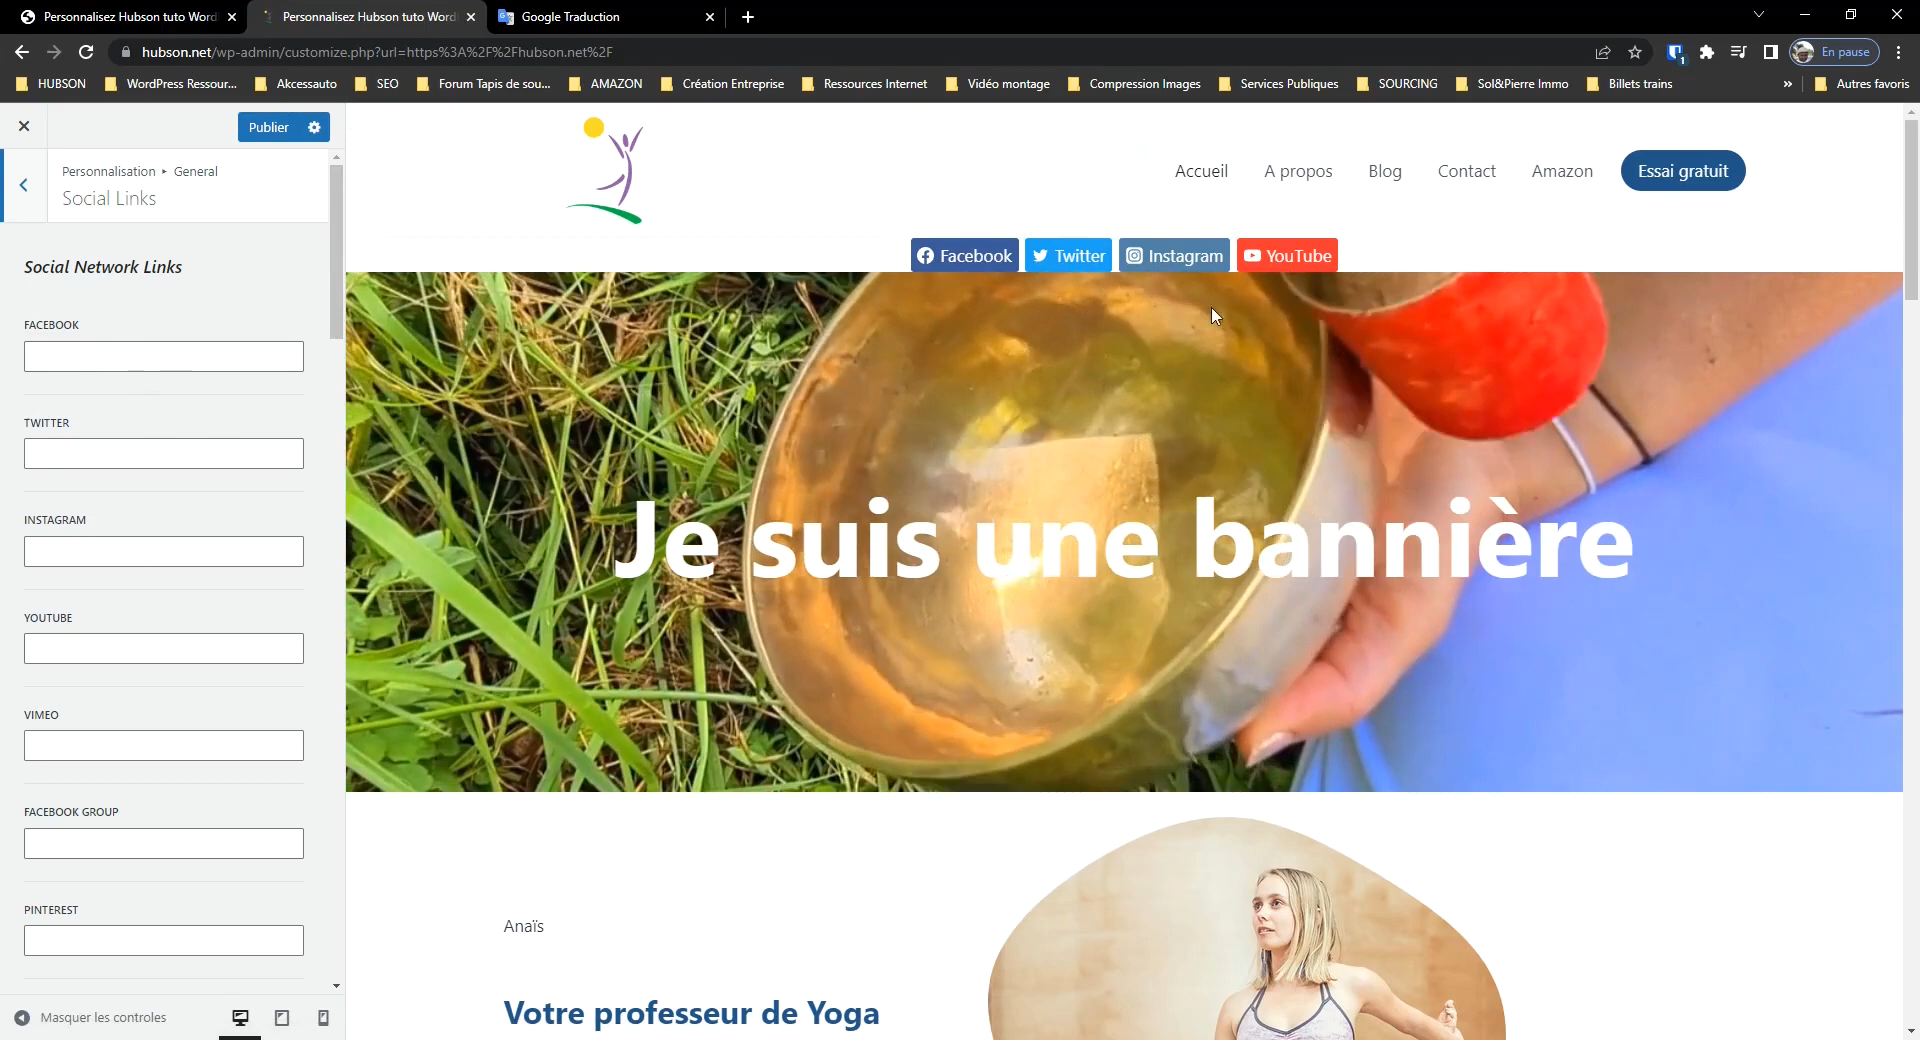 Personnalisez Hubson tuto Word
Personnalisez Hubson tuto Word
Google Traduction
hubson.net/wp-admin/customize.php?url=https%3A%2F%2Fhubson.net%2F
1
En pause
HUBSON
WordPress Ressour...
Akcessauto
SEO
Forum Tapis de sou...
AMAZON
Création Entreprise
Ressources Internet
Vidéo montage
Compression Images
Services Publiques
SOURCING
Sol&Pierre Immo
Billets trains
»
Autres favoris
Publier
Personnalisation ▸ General
Social Links
Social Network Links
FACEBOOK
TWITTER
INSTAGRAM
YOUTUBE
VIMEO
FACEBOOK GROUP
PINTEREST
Masquer les controles
Accueil
A propos
Blog
Contact
Amazon
Essai gratuit
Facebook
Twitter
Instagram
YouTube
Je suis une bannière
Anaïs
Votre professeur de Yoga